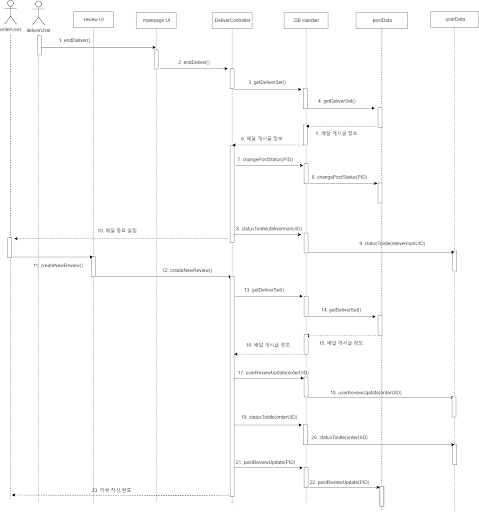 orderUser
deliverUser
review UI
mainpage UI
DeliverController
DB Handler
postData
userData
1. endDeliver()
2. endDeliver()
3. getDeliverSet()
4. getDeliverSet()
5. 배달 게시글 정보
6. 배달 게시글 정보
7. changePostStatus(PID)
8. changePostStatus(PID)
8. statusToIdle(delivermanUID)
9. statusToIdle(delivermanUID)
10. 배달 종료 알림
11. createNewReview()
12. createNewReview()
13. getDeliverSet()
14. getDeliverSet()
15. 배달 게시글 정보
16. 배달 게시글 정보
17. userReviewUpdate(orderUID)
18. userReviewUpdate(orderUID)
19. statusToIdle(orderUID)
20. statusToIdle(orderUID)
21. postReviewUpdate(PID)
22. postReviewUpdate(PID)
23. 리뷰 작성 완료